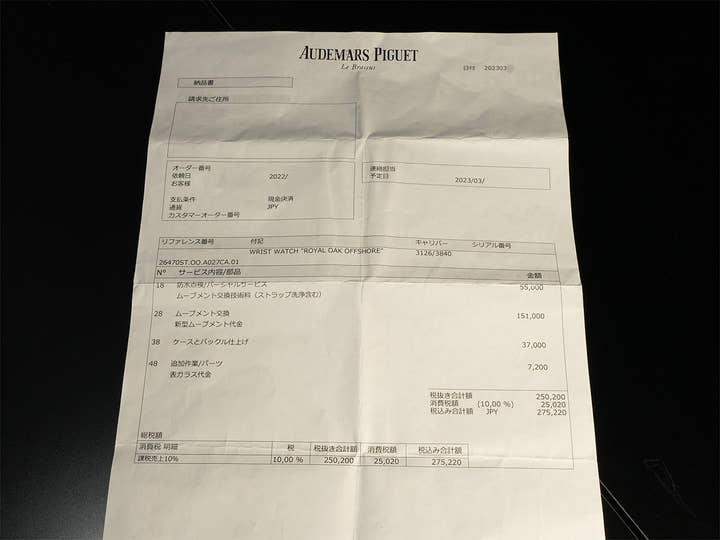 AUDEMARS PIGUET
Le Brassus
日付 202303
納品書
請求先ご住所
オーダー番号
依頼日 2022/
お客様
支払条件 現金決済
通貨 JPY
カスタマーオーダー番号
連絡担当
予定日 2023/03/
リファレンス番号 付記 キャリバー シリアル番号
WRIST WATCH "ROYAL OAK OFFSHORE" 3126/3840
26470ST.OO.A027CA.01
N° サービス内容/部品 金額
18 防水点検/パーシャルサービス 55,000
ムーブメント交換技術料（ストラップ洗浄含む）
28 ムーブメント交換 151,000
新型ムーブメント代金
38 ケースとバックル仕上げ 37,000
48 追加作業/パーツ 7,200
表ガラス代金
税抜き合計額 250,200
消費税額 (10,00 %) 25,020
税込み合計額 JPY 275,220
総税額
消費税 明細 税 税抜き合計額 消費税額 税込み合計額
課税売上10% 10,00 % 250,200 25,020 275,220